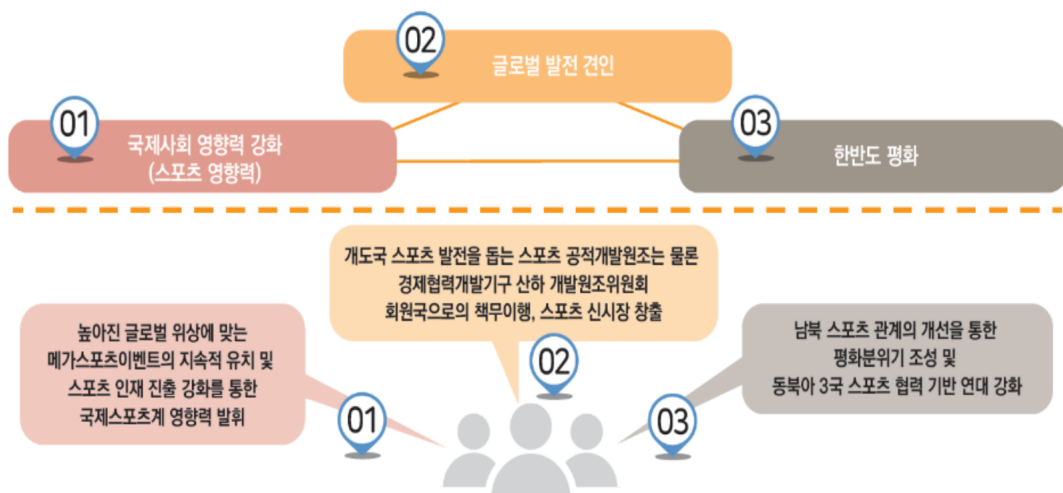 02
글로벌 발전 견인
01
국제사회 영향력 강화
(스포츠 영향력)
03
한반도 평화
개도국 스포츠 발전을 돕는 스포츠 공적개발원조는 물론
경제협력개발기구 산하 개발원조위원회
회원국으로의 책무이행, 스포츠 신시장 창출
02
높아진 글로벌 위상에 맞는
메가스포츠이벤트의 지속적 유치 및
스포츠 인재 진출 강화를 통한
국제스포츠계 영향력 발휘
01
남북 스포츠 관계의 개선을 통한
평화분위기 조성 및
동북아 3국 스포츠 협력 기반 연대 강화
03